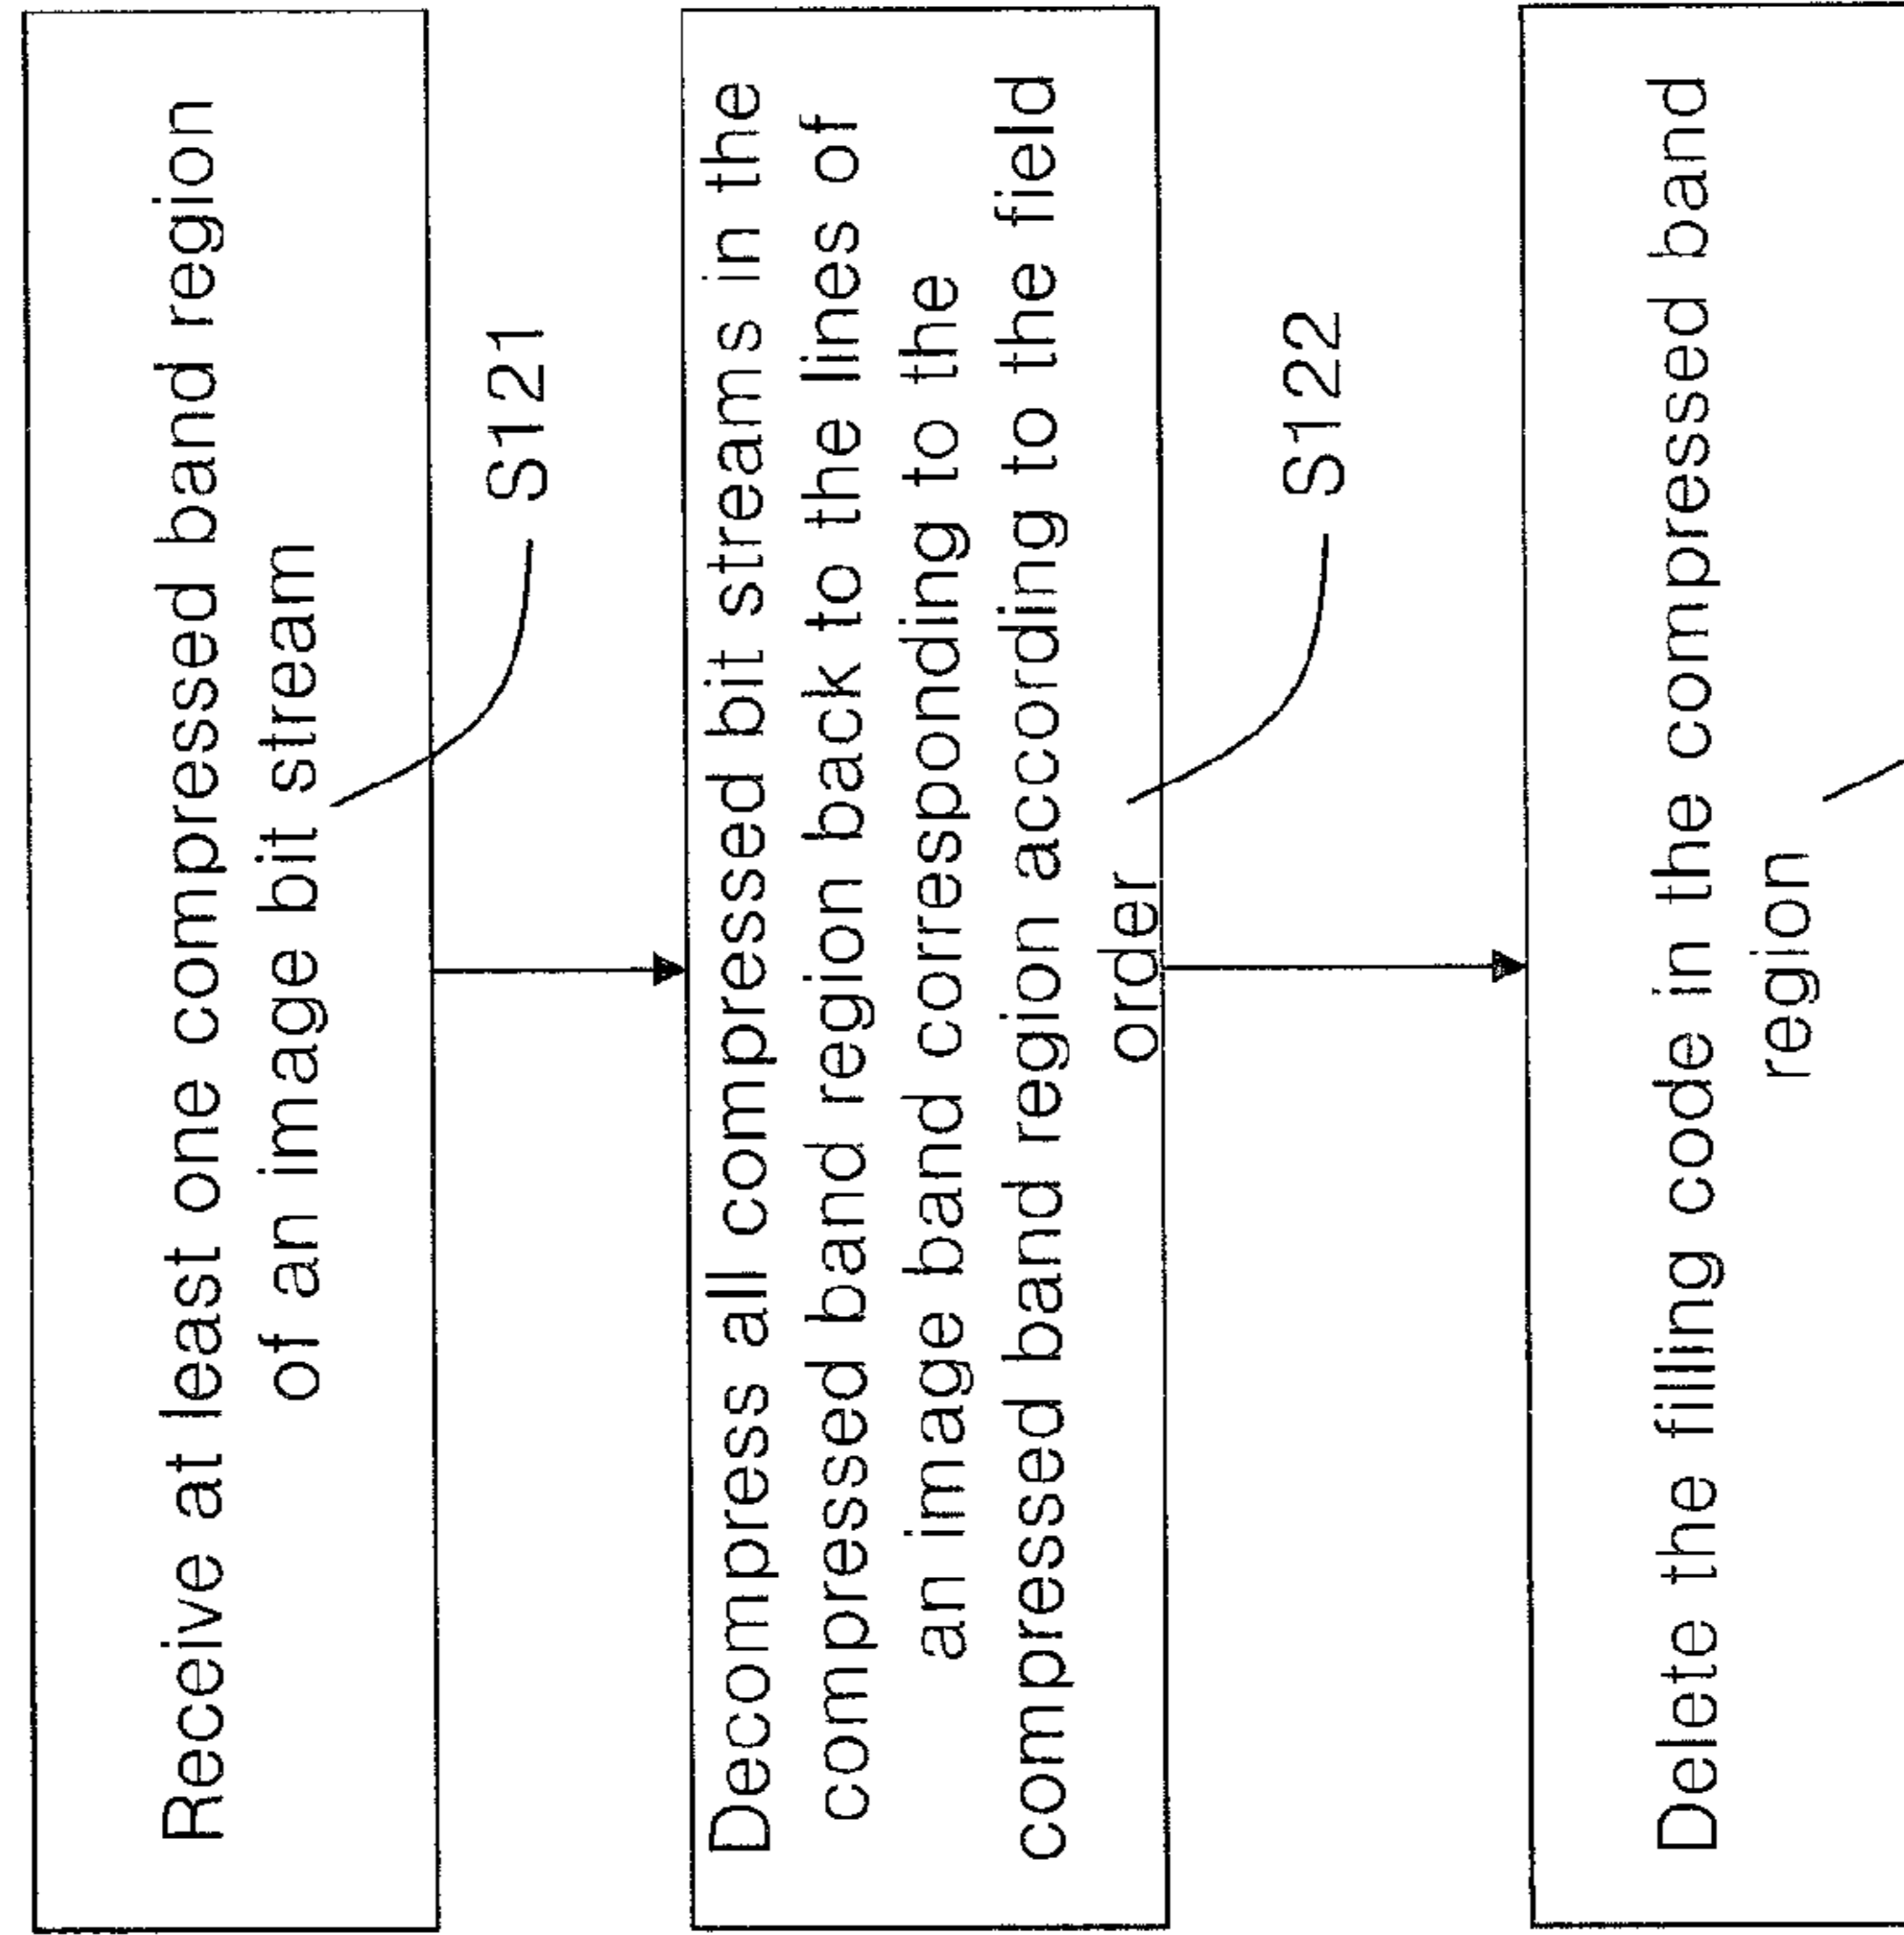 Receive at least one compressed band region
of an image bit stream
S121
Decompress all compressed bit streams in the
compressed band region back to the lines of
an image band corresponding to the
compressed band region according to the field
order
S122
Delete the filling code in the compressed band
region